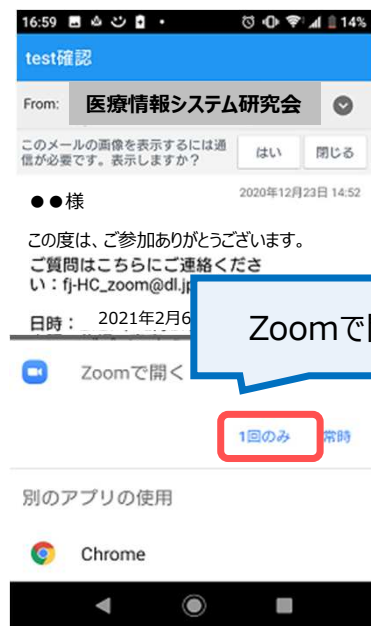 16:59
14%
test確認
From: 医療情報システム研究会
このメールの画像を表示するには通
信が必要です。表示しますか？
はい
閉じる
2020年12月23日 14:52
●●様
この度は、ご参加ありがとうございます。
ご質問はこちらにご連絡くださ
い：fj-HC_zoom@dl.jp
日時： 2021年2月6
Zoomで
Zoomで開く
1回のみ
常時
別のアプリの使用
Chrome